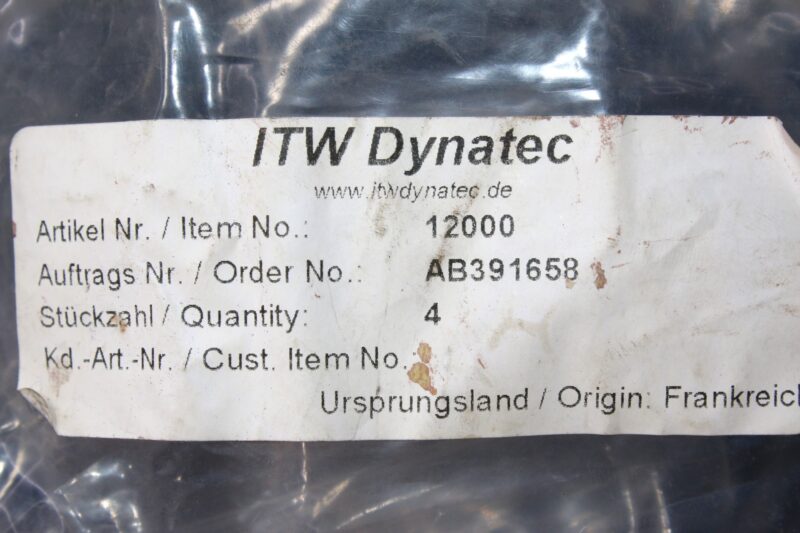 ITW Dynatec
www.itwdynatec.de
Artikel Nr. / Item No.: 12000
Auftrags Nr. / Order No.: AB391658
Stückzahl / Quantity: 4
Kd.-Art.-Nr. / Cust. Item No.
Ursprungsland / Origin: Frankreich